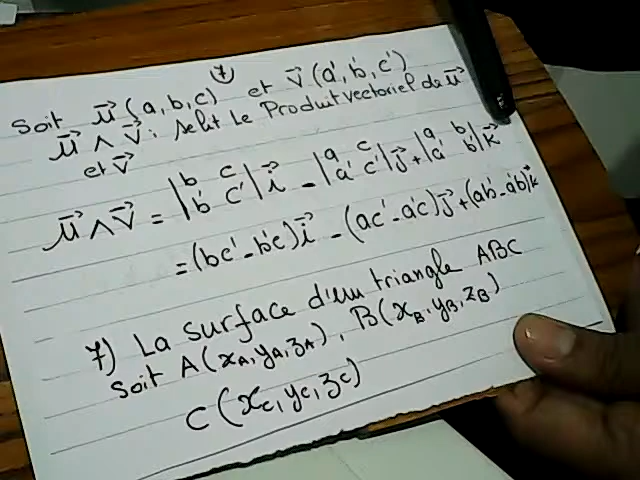 (7)
Soit u⃗ (a, b, c) et v⃗ (a', b', c')
u⃗ ∧ v⃗ : le Produit vectoriel de u⃗
et v⃗
u⃗ ∧ v⃗ = |b c b' c'| i⃗ - |a c a' c'| j⃗ + |a b a' b'| k⃗
= (bc' - b'c) i⃗ - (ac' - a'c) j⃗ + (ab' - a'b) k⃗
7) La surface d'un triangle ABC
Soit A(xA, yA, zA), B(xB, yB, zB)
C(xC, yC, zC)